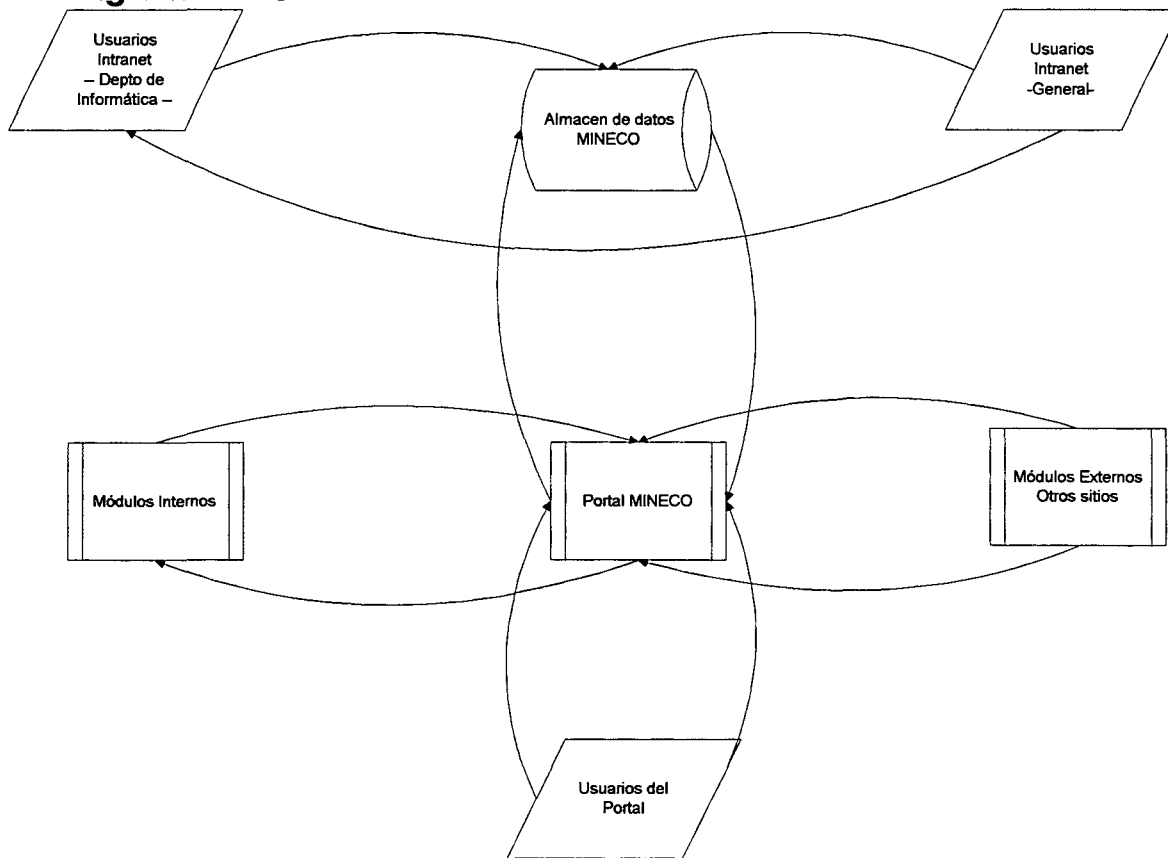 Usuarios
Intranet
– Depto de
Informática –
Usuarios
Intranet
-General-
Almacen de datos
MINECO
Módulos Internos
Portal MINECO
Módulos Externos
Otros sitios
Usuarios del
Portal